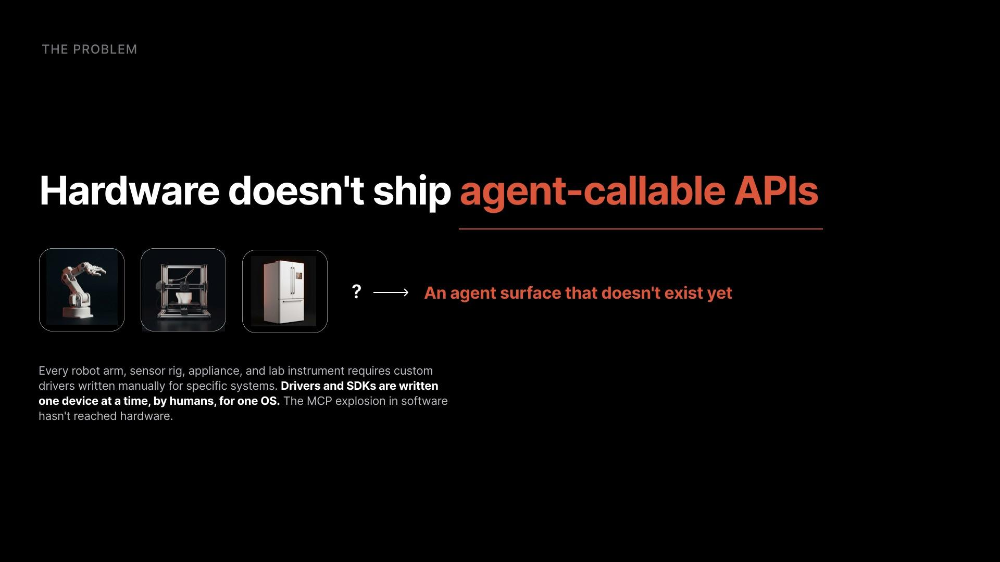 THE PROBLEM
Hardware doesn't ship agent-callable APIs
? An agent surface that doesn't exist yet
Every robot arm, sensor rig, appliance, and lab instrument requires custom
drivers written manually for specific systems. Drivers and SDKs are written
one device at a time, by humans, for one OS. The MCP explosion in software
hasn't reached hardware.